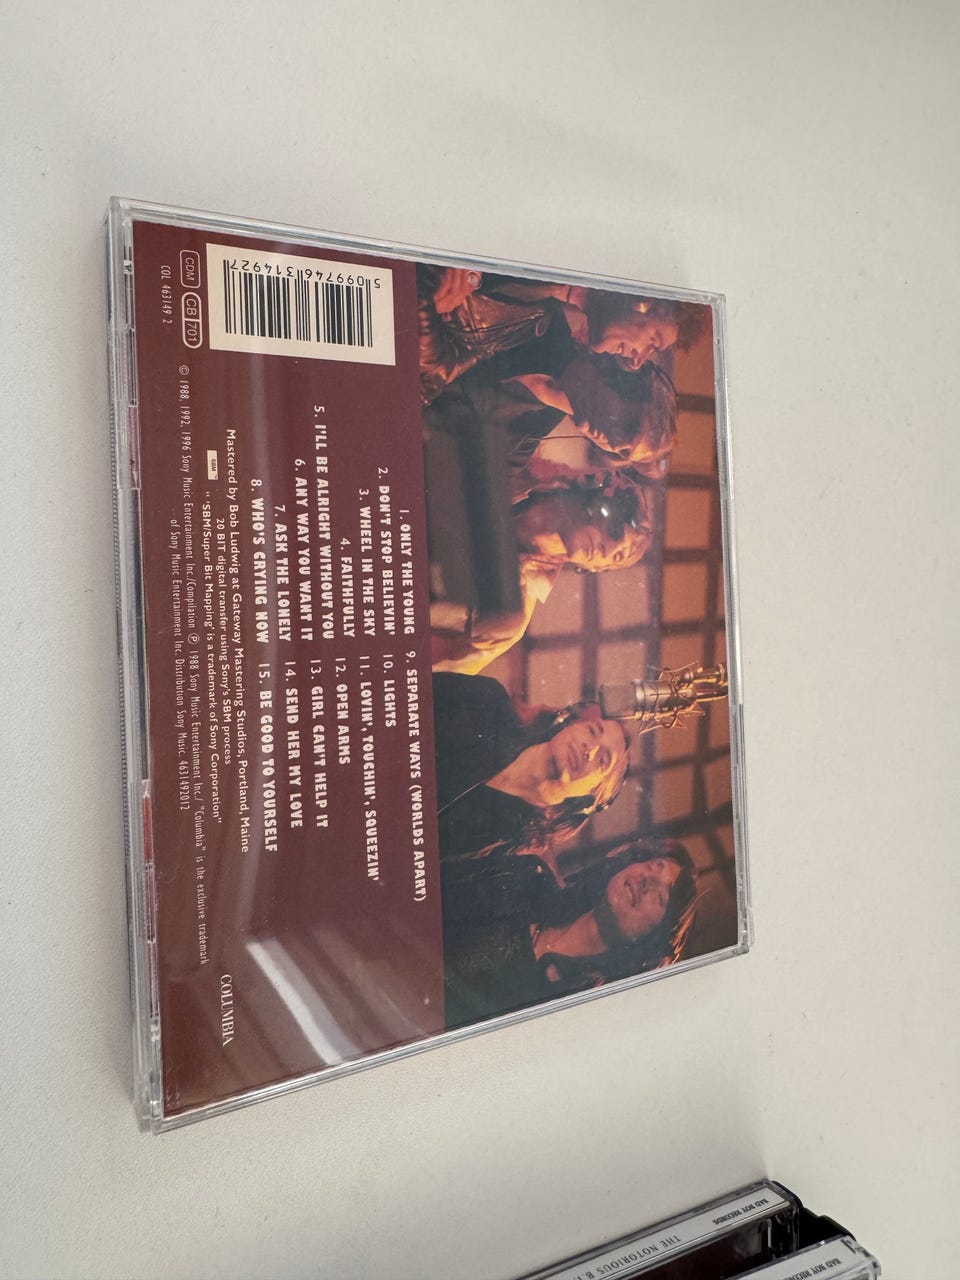 1. ONLY THE YOUNG
2. DON'T STOP BELIEVIN'
3. WHEEL IN THE SKY
4. FAITHFULLY
5. I'LL BE ALRIGHT WITHOUT YOU
6. ANY WAY YOU WANT IT
7. ASK THE LONELY
8. WHO'S CRYING NOW
9. SEPARATE WAYS (WORLDS APART)
10. LIGHTS
11. LOVIN', TOUCHIN', SQUEEZIN'
12. OPEN ARMS
13. GIRL CAN'T HELP IT
14. SEND HER MY LOVE
15. BE GOOD TO YOURSELF
Mastered by Bob Ludwig at Gateway Mastering Studios, Portland, Maine
20 BIT digital transfer using Sony's SBM process
SBM
" 'SBM/Super Bit Mapping' is a trademark of Sony Corporation"
© 1988, 1992, 1996 Sony Music Entertainment Inc./Compilation ℗ 1988 Sony Music Entertainment Inc./ "Columbia" is the exclusive trademark
of Sony Music Entertainment Inc. Distribution Sony Music. 4631492012
5099746314927
CDM
CB 701
COL 463149 2
COLUMBIA
BAD BOY RECORDS
THE NOTORIOUS B.I.
BAD BOY RECORDS